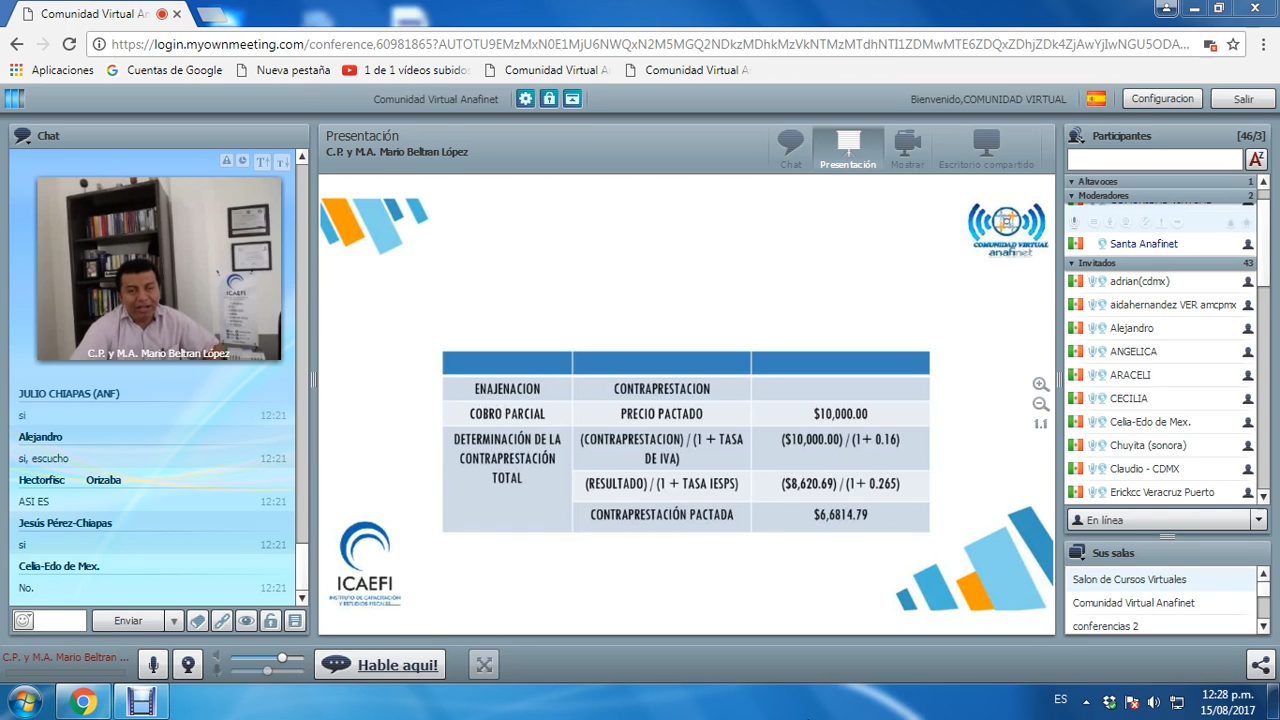 Comunidad Virtual An
https://login.myownmeeting.com/conference,60981865?AUTOTU9EMzMxN0E1MjU6NWQxN2M5MGQ2NDkzMDhkMzVkNTMzMTdhNTI1ZDMwMTE6ZDQxZDhjZDk4ZjAwYjIwNGU5ODA...
Aplicaciones
Cuentas de Google
Nueva pestaña
1 de 1 vídeos subidos
Comunidad Virtual A
Comunidad Virtual A
Comunidad Virtual Anafinet
Bienvenido,COMUNIDAD VIRTUAL
Configuracion
Salir
Chat
C.P. y M.A. Mario Beltran López
ICAEFI
JULIO CHIAPAS (ANF)
si 12:21
Alejandro
si, escucho 12:21
Hectorfisc Orizaba
ASI ES 12:21
Jesús Pérez-Chiapas
si 12:21
Celia-Edo de Mex.
No. 12:21
Enviar
Presentación
C.P. y M.A. Mario Beltran López
Chat
Presentación
Mostrar
Escritorio compartido
COMUNIDAD VIRTUAL
anafinet
ENAJENACION CONTRAPRESTACION
COBRO PARCIAL PRECIO PACTADO $10,000.00
DETERMINACIÓN DE LA
CONTRAPRESTACIÓN
TOTAL
(CONTRAPRESTACION) / (1 + TASA
DE IVA)
($10,000.00) / (1+ 0.16)
(RESULTADO) / (1 + TASA IESPS) ($8,620.69) / (1+ 0.265)
CONTRAPRESTACIÓN PACTADA $6,6814.79
ICAEFI
INSTITUTO DE CAPACITACIÓN
Y ESTUDIOS FISCALES
1.1
Participantes [46/3]
Altavoces 1
Moderadores 2
Santa Anafinet
Invitados 43
adrian(cdmx)
aidahernandez VER amcpmx
Alejandro
ANGELICA
ARACELI
CECILIA
Celia-Edo de Mex.
Chuyita (sonora)
Claudio - CDMX
Erickcc Veracruz Puerto
En línea
Sus salas
Salon de Cursos Virtuales
Comunidad Virtual Anafinet
conferencias 2
C.P. y M.A. Mario Beltran ...
Hable aqui!
ES
12:28 p.m.
15/08/2017